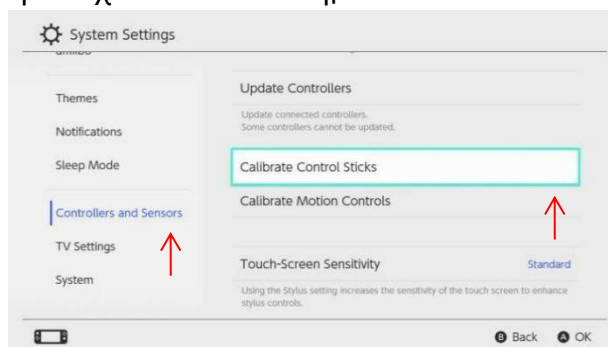 System Settings
Themes
Notifications
Sleep Mode
Controllers and Sensors
TV Settings
System
Update Controllers
Update connected controllers.
Some controllers cannot be updated.
Calibrate Control Sticks
Calibrate Motion Controls
Touch-Screen Sensitivity Standard
Using the Stylus setting increases the sensitivity of the touch screen to enhance
stylus controls.
B Back A OK